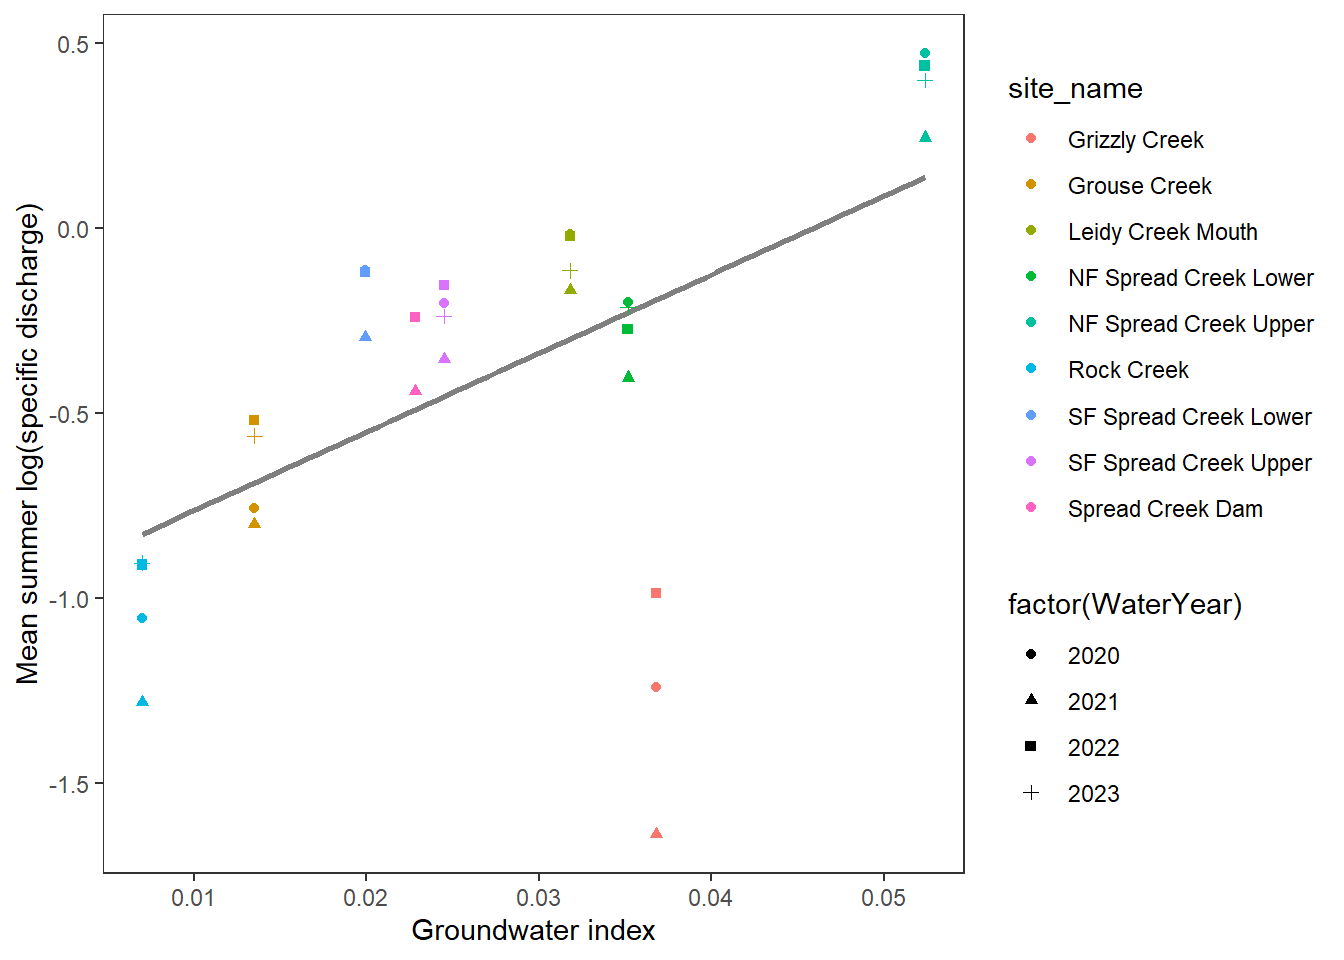 Mean summer log(specific discharge)
0.5
0.0
-0.5
-1.0
-1.5
0.01
0.02
0.03
0.04
0.05
Groundwater index
site_name
Grizzly Creek
Grouse Creek
Leidy Creek Mouth
NF Spread Creek Lower
NF Spread Creek Upper
Rock Creek
SF Spread Creek Lower
SF Spread Creek Upper
Spread Creek Dam
factor(WaterYear)
2020
2021
2022
2023